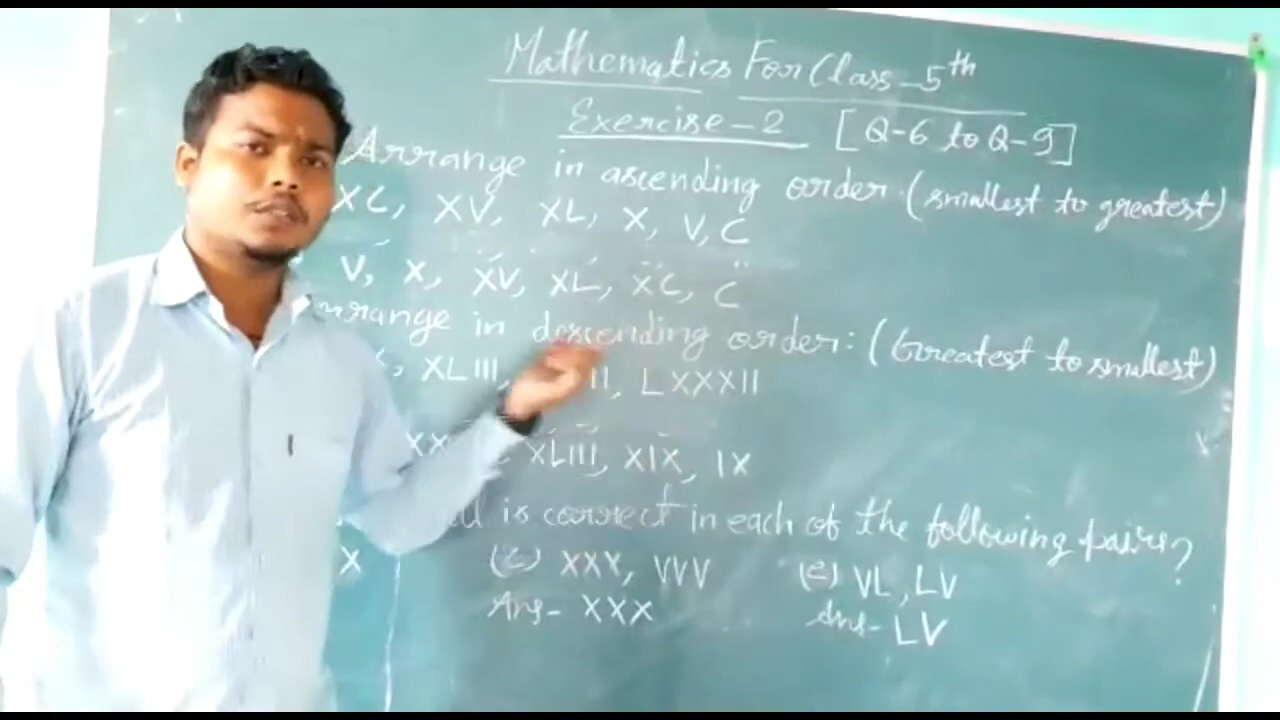 Mathematics For Class-5th
Exercise-2 [Q-6 to Q-9]
Arrange in ascending order. (smallest to greatest)
XC, XV, XL, X, V, C
V, X, XV, XL, XC, C
in descending order: (Greatest to smallest)
XLIII, LXXXII
XLIII, XIX, IX
is correct in each of the following pairs?
X (c) XXX, VVV (e) VL, LV
Ans- XXX Ans- LV